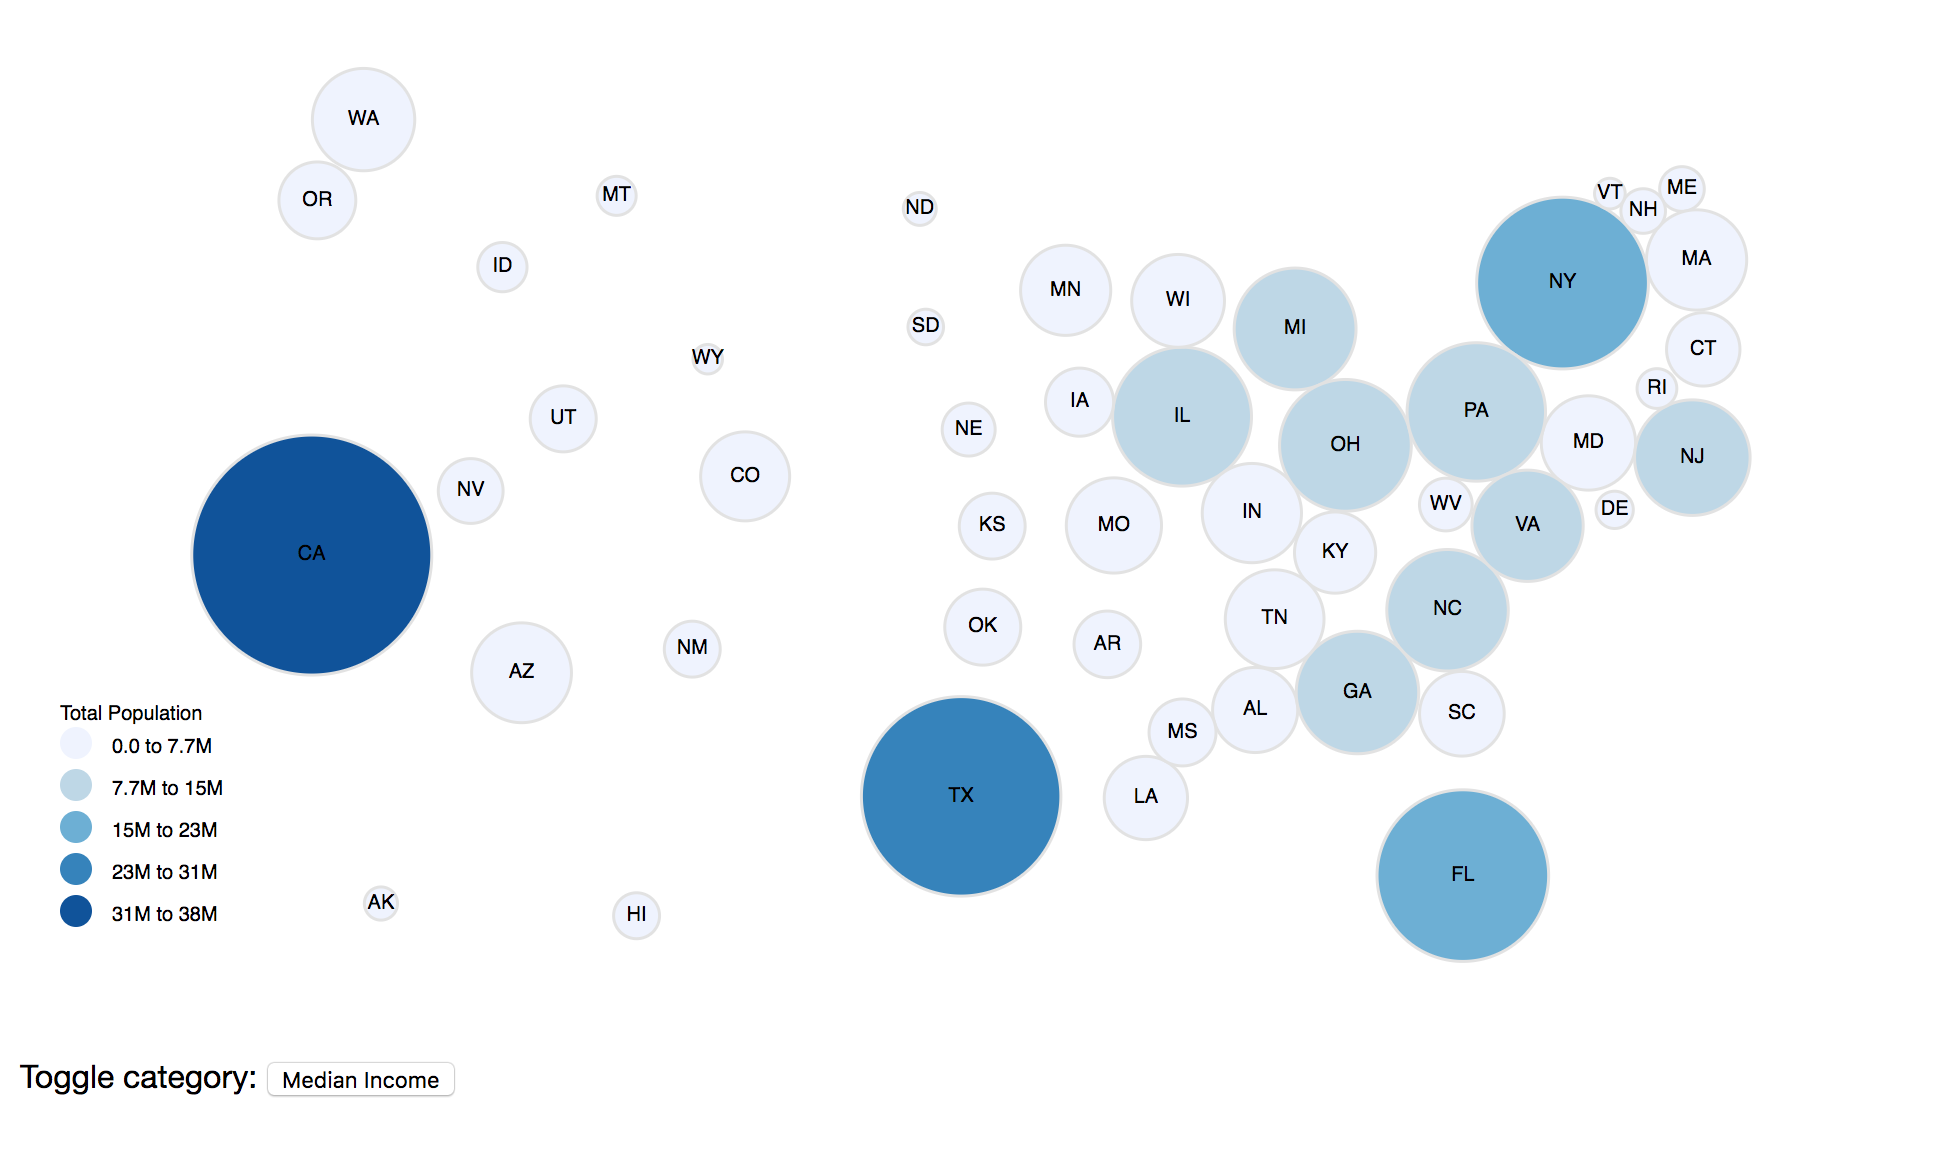 WA
OR
MT
ND
VT
ME
NH
ID
MN
WI
MI
NY
MA
SD
WY
CT
RI
UT
NE
IA
IL
OH
PA
MD
NJ
NV
CO
KS
MO
IN
WV
VA
DE
CA
KY
AZ
NM
OK
AR
TN
NC
GA
SC
AL
MS
TX
LA
FL
AK
HI
Total Population
0.0 to 7.7M
7.7M to 15M
15M to 23M
23M to 31M
31M to 38M
Toggle category: Median Income